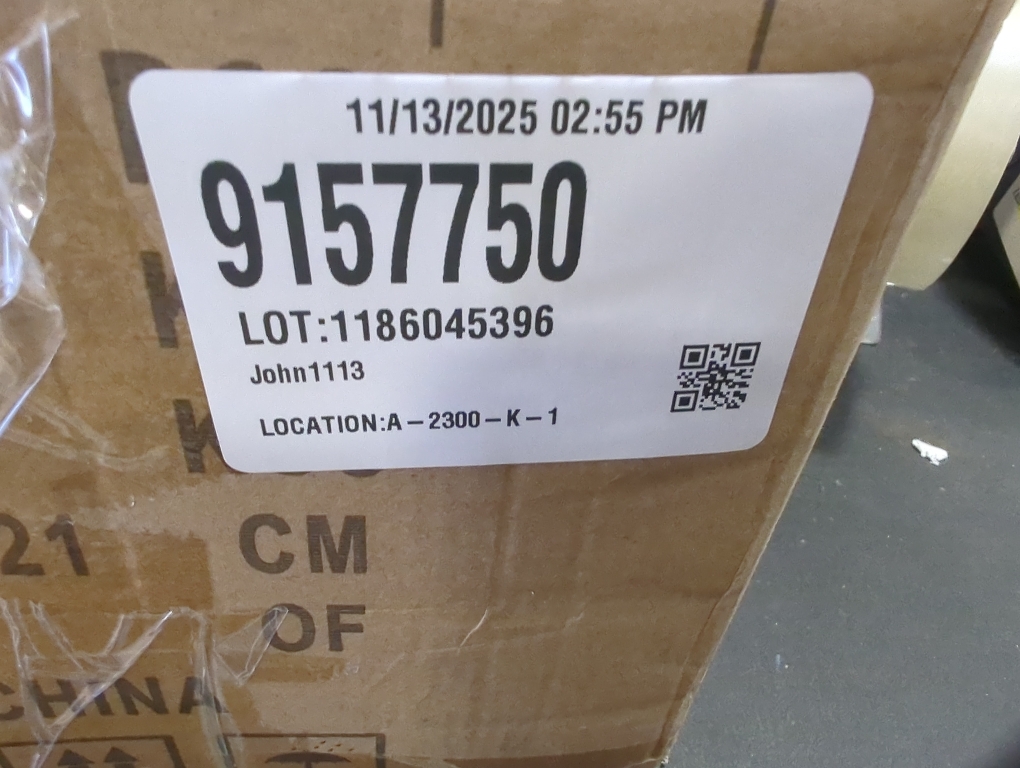 11/13/2025 02:55 PM
9157750
LOT:1186045396
John1113
LOCATION:A-2300-K-1
21 CM
OF
CHINA